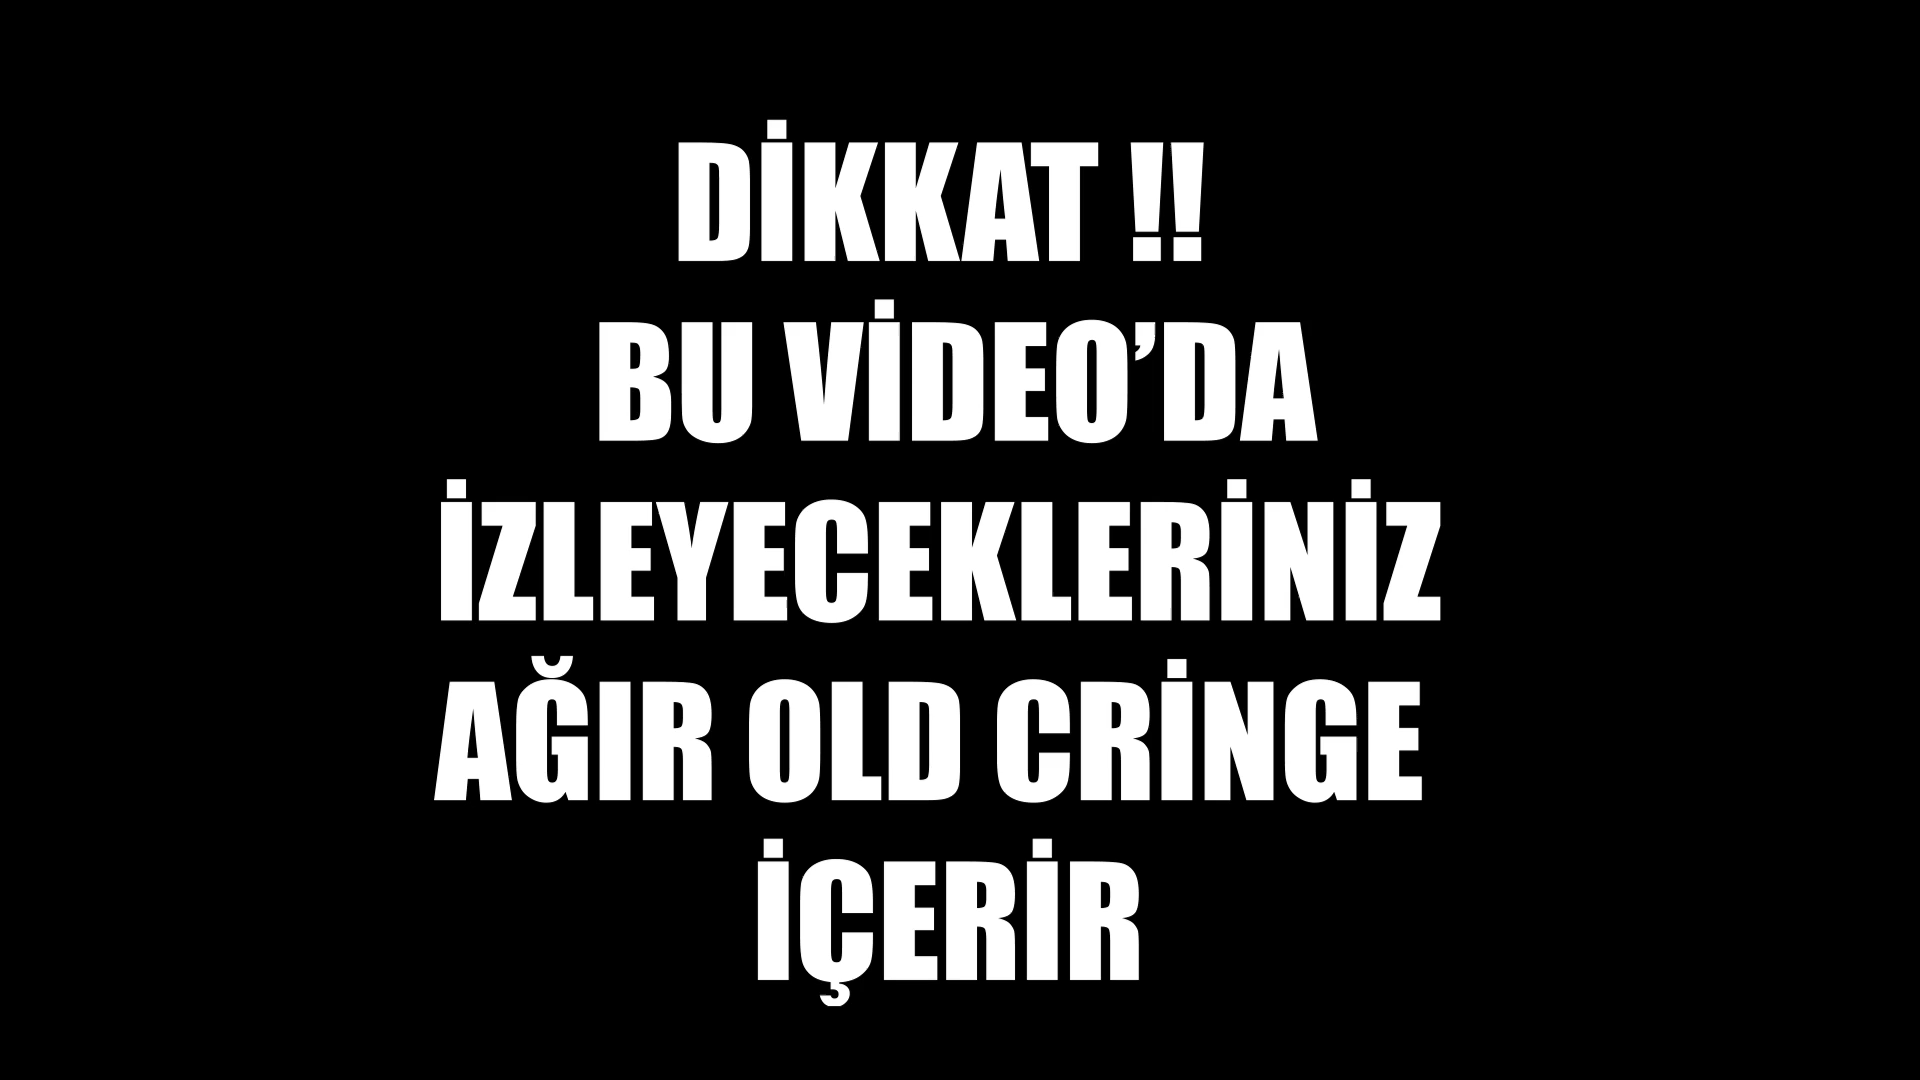 DİKKAT !!
BU VİDEO’DA
İZLEYECEKLERİNİZ
AĞIR OLD CRİNGE
İÇERİR